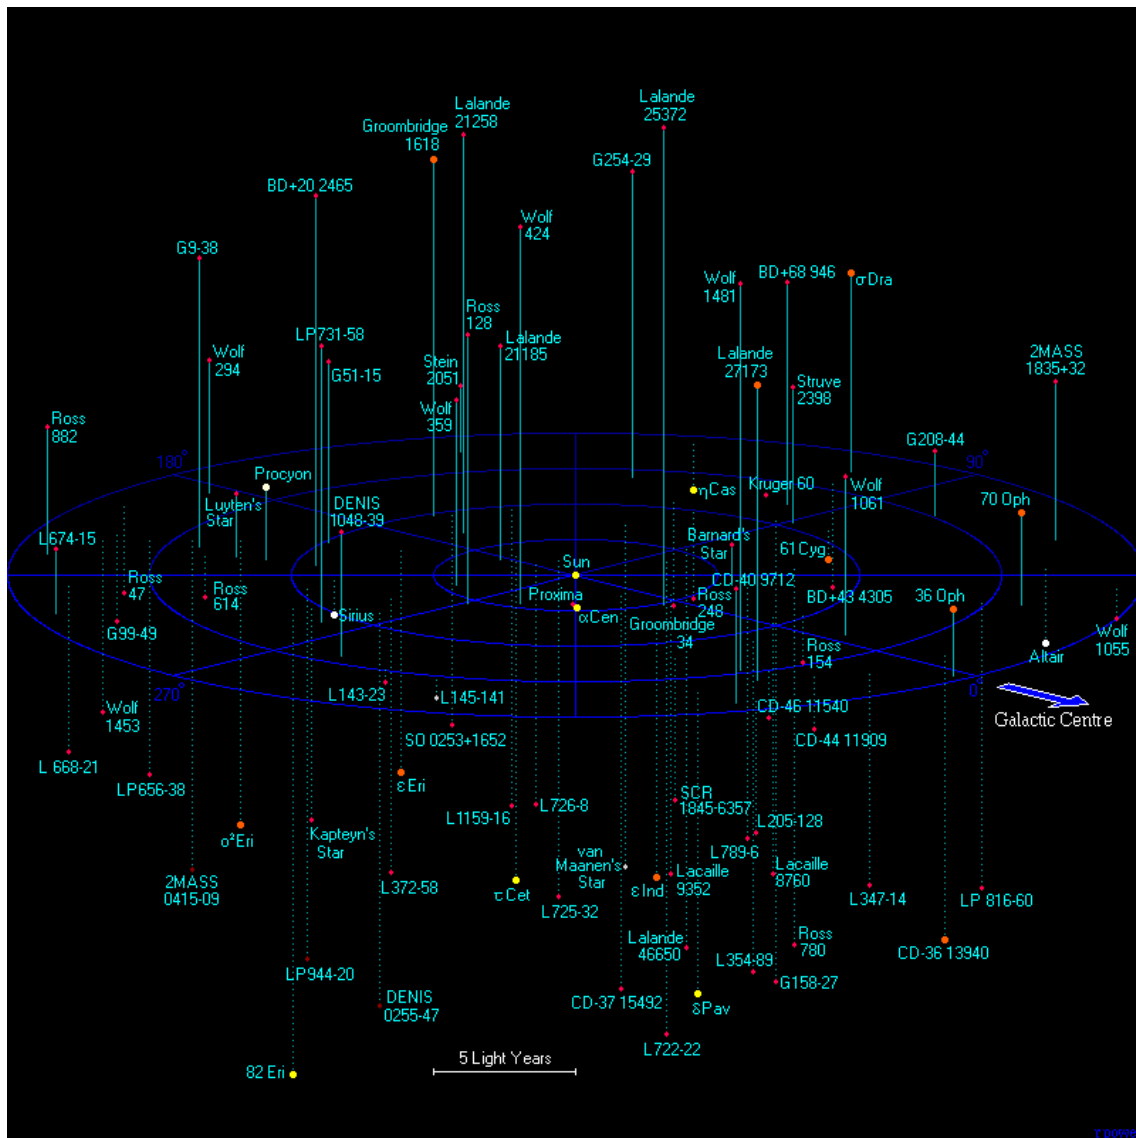 Lalande
21258
Lalande
25372
Groombridge
1618
G254-29
BD+20 2465
Wolf
424
G9-38
Wolf
1481
BD+68 946
σDra
Ross
128
LP731-58
Lalande
21185
Wolf
294
G51-15
Stein
2051
Lalande
27173
Struve
2398
2MASS
1835+32
Wolf
359
Ross
882
G208-44
180°
90°
Procyon
Luyten's
Star
DENIS
1048-39
ηCas
Kruger 60
Wolf
1061
70 Oph
L674-15
Barnard's
Star
61Cyg
Sun
Ross
47
Ross
614
Sirius
Proxima
αCen
CD-40 9712
Ross
248
BD+43 4305
36 Oph
G99-49
Groombridge
34
Ross
154
Altair
Wolf
1055
270°
0°
L143-23
L145-141
Wolf
1453
CD-46 11540
Galactic Centre
SO 0253+1652
CD-44 11909
L 668-21
LP656-38
εEri
L1159-16
L726-8
SCR
1845-6357
Kapteyn's
Star
o²Eri
L205-128
L789-6
van
Maanen's
Star
2MASS
0415-09
L372-58
τCet
εInd
Lacaille
9352
Lacaille
8760
L347-14
LP 816-60
L725-32
Lalande
46650
Ross
780
CD-36 13940
LP944-20
L354-89
G158-27
DENIS
0255-47
CD-37 15492
δPav
L722-22
5 Light Years
82 Eri